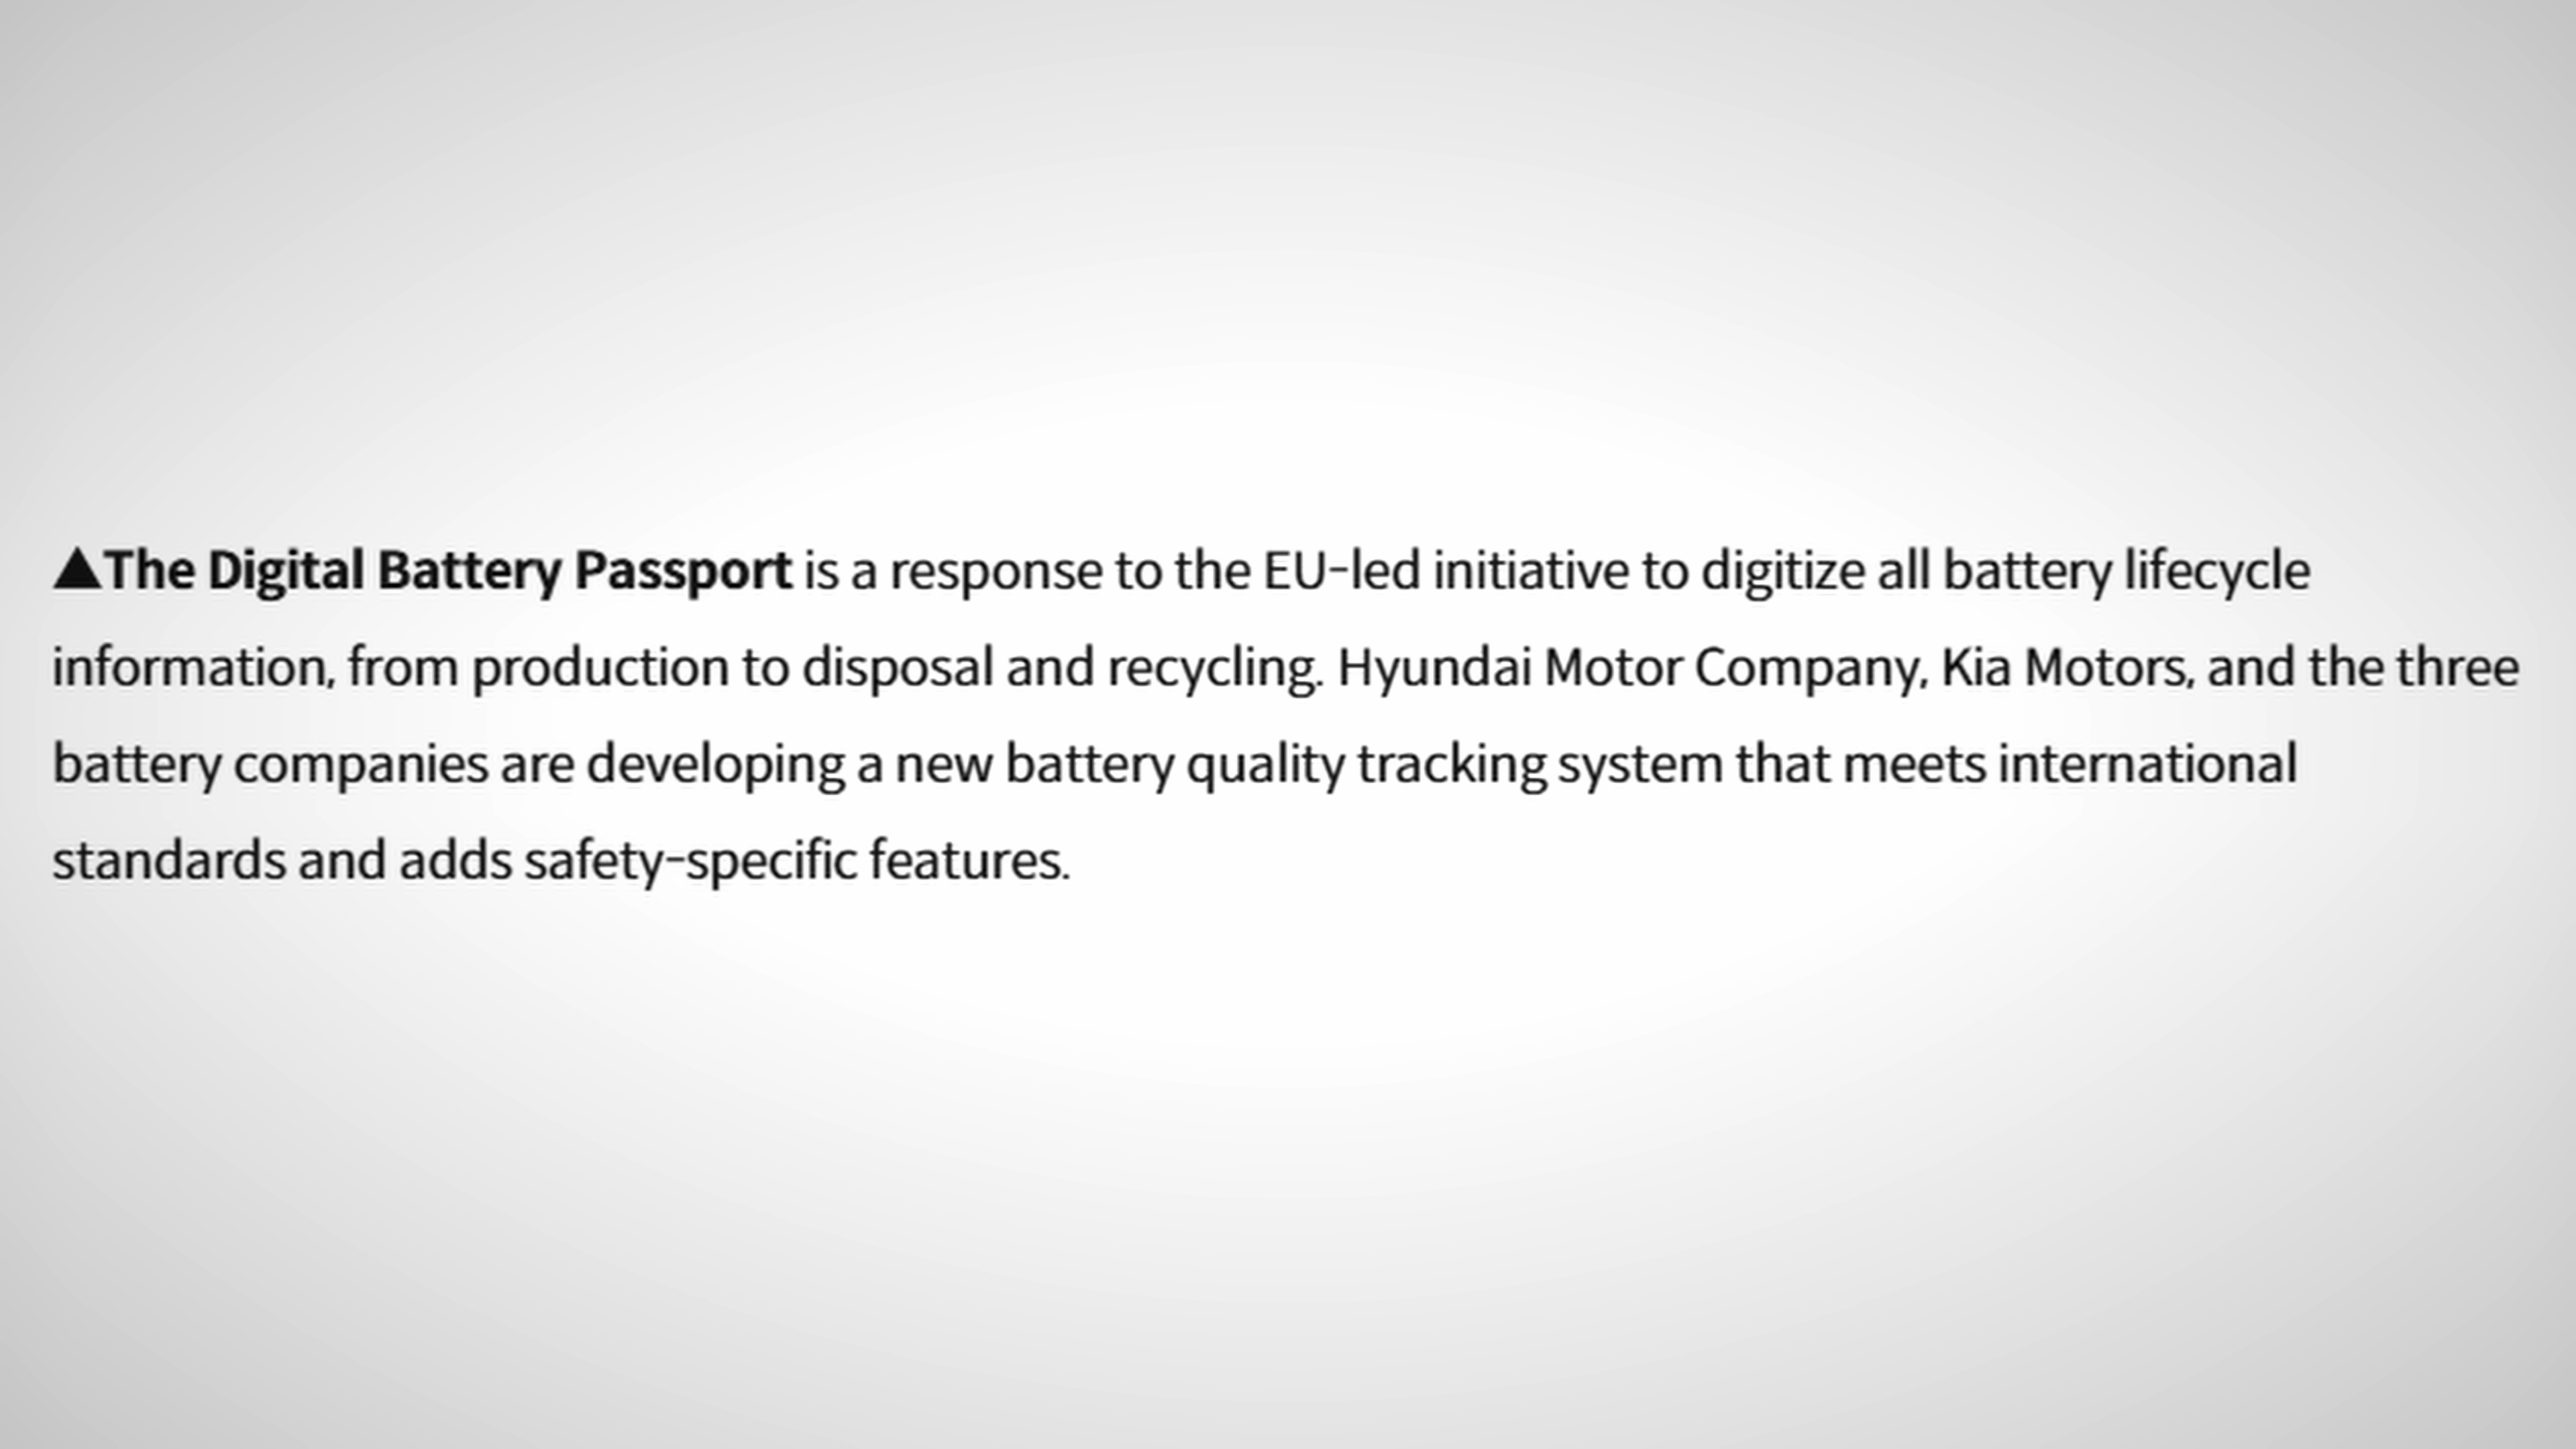 ▲The Digital Battery Passport is a response to the EU-led initiative to digitize all battery lifecycle
information, from production to disposal and recycling. Hyundai Motor Company, Kia Motors, and the three
battery companies are developing a new battery quality tracking system that meets international
standards and adds safety-specific features.